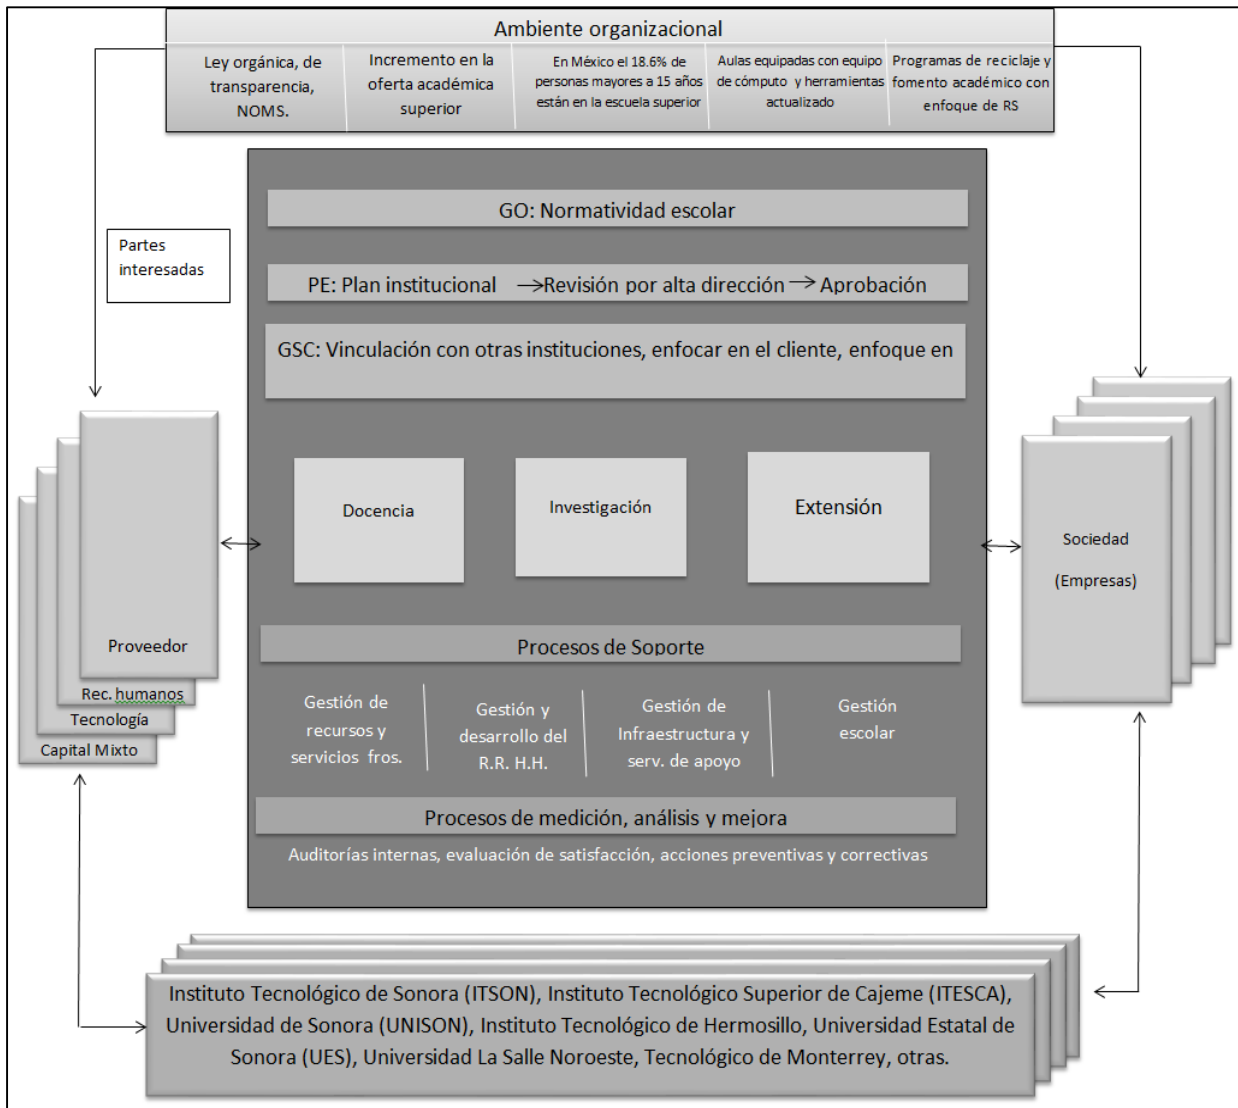 Ambiente organizacional
Ley orgánica, de
transparencia,
NOMS.
Incremento en la
oferta académica
superior
En México el 18.6% de
personas mayores a 15 años
están en la escuela superior
Aulas equipadas con equipo
de cómputo y herramientas
actualizado
Programas de reciclaje y
fomento académico con
enfoque de RS
GO: Normatividad escolar
Partes
interesadas
PE: Plan institucional →Revisión por alta dirección → Aprobación
GSC: Vinculación con otras instituciones, enfocar en el cliente, enfoque en
Docencia
Investigación
Extensión
Proveedor
Rec. humanos
Tecnología
Capital Mixto
Sociedad
(Empresas)
Procesos de Soporte
Gestión de
recursos y
servicios fros.
Gestión y
desarrollo del
R.R. H.H.
Gestión de
Infraestructura y
serv. de apoyo
Gestión
escolar
Procesos de medición, análisis y mejora
Auditorías internas, evaluación de satisfacción, acciones preventivas y correctivas
Instituto Tecnológico de Sonora (ITSON), Instituto Tecnológico Superior de Cajeme (ITESCA),
Universidad de Sonora (UNISON), Instituto Tecnológico de Hermosillo, Universidad Estatal de
Sonora (UES), Universidad La Salle Noroeste, Tecnológico de Monterrey, otras.